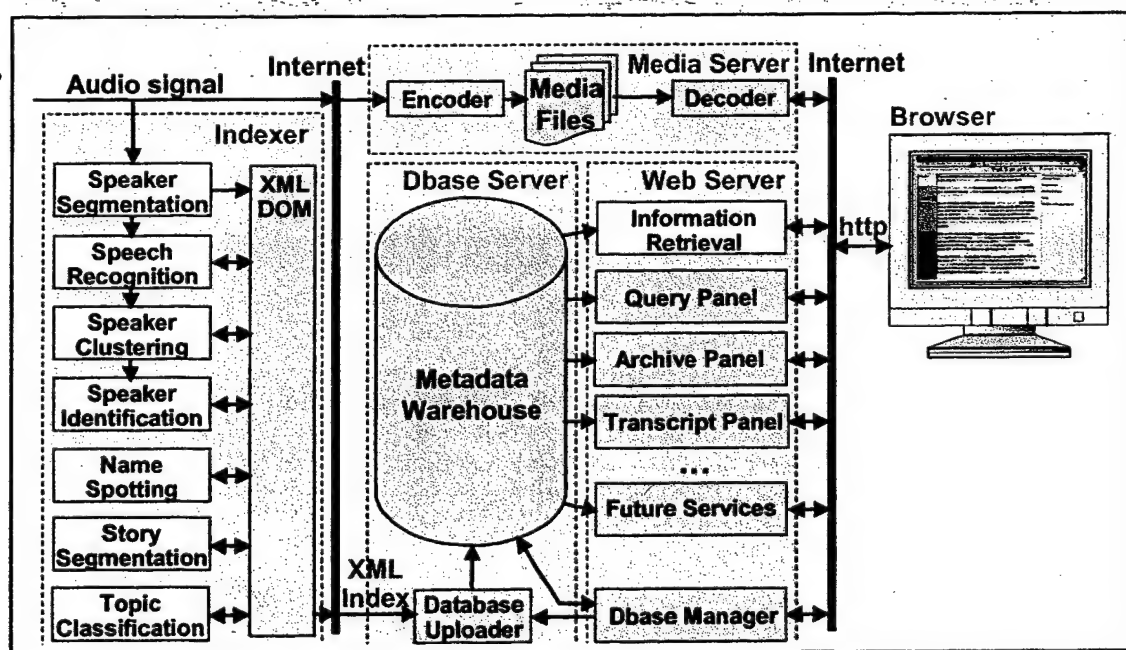 Audio signal
Internet
Media Server
Encoder
Media
Files
Decoder
Internet
Browser
Indexer
Speaker
Segmentation
XML
DOM
Speech
Recognition
Speaker
Clustering
Speaker
Identification
Name
Spotting
Story
Segmentation
Topic
Classification
XML
Index
Dbase Server
Metadata
Warehouse
Database
Uploader
Web Server
Information
Retrieval
Query Panel
Archive Panel
Transcript Panel
...
Future Services
Dbase Manager
http